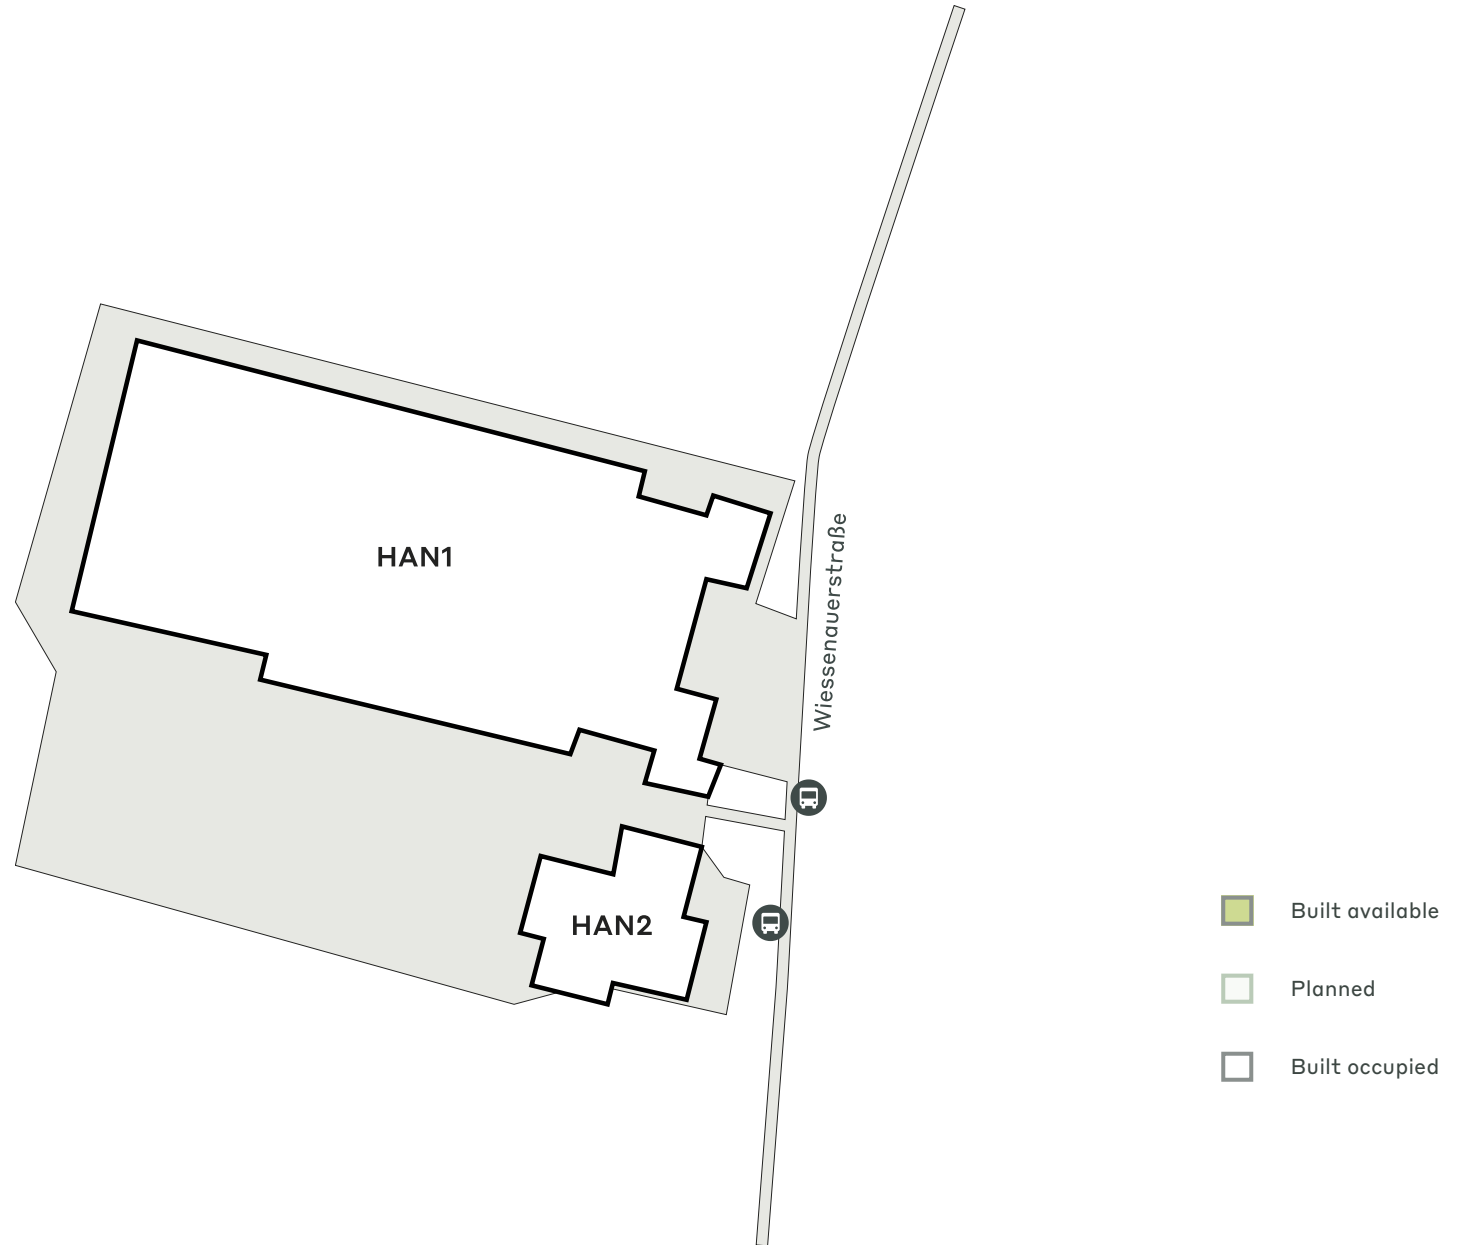 HAN1
Wiessenauerstraße
HAN2
Built available
Planned
Built occupied